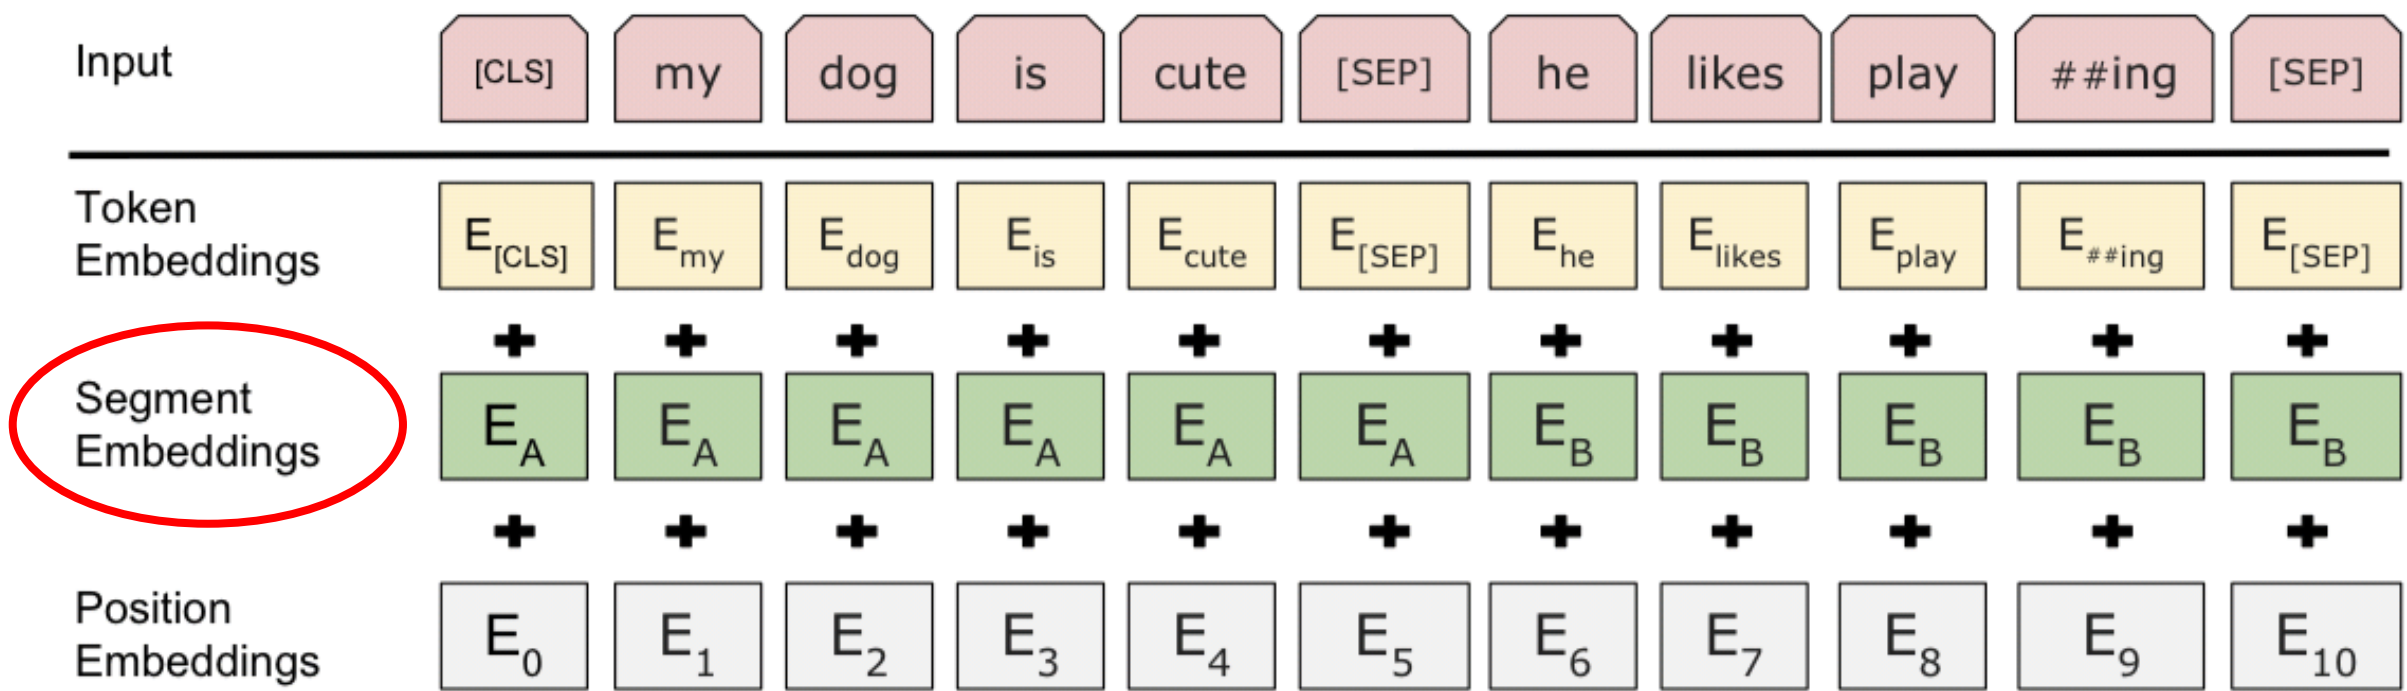 Input [CLS] my dog is cute [SEP] he likes play ##ing [SEP]
Token
Embeddings
E[CLS] Emy Edog Eis Ecute E[SEP] Ehe Elikes Eplay E##ing E[SEP]
+ + + + + + + + + + +
Segment
Embeddings
EA EA EA EA EA EA EB EB EB EB EB
+ + + + + + + + + + +
Position
Embeddings
E0 E1 E2 E3 E4 E5 E6 E7 E8 E9 E10